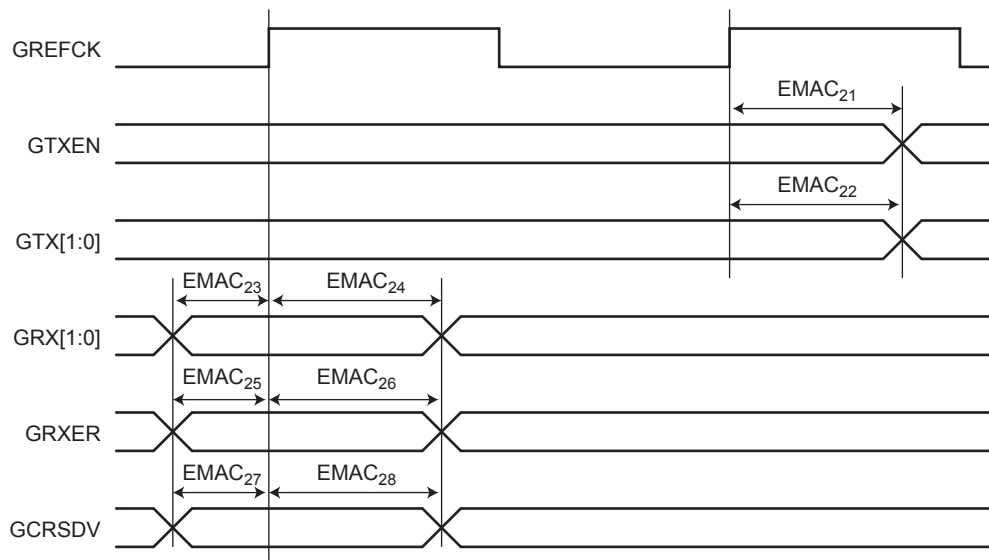 GREFCK
EMAC21
GTXEN
EMAC22
GTX[1:0]
EMAC23 EMAC24
GRX[1:0]
EMAC25 EMAC26
GRXER
EMAC27 EMAC28
GCRSDV